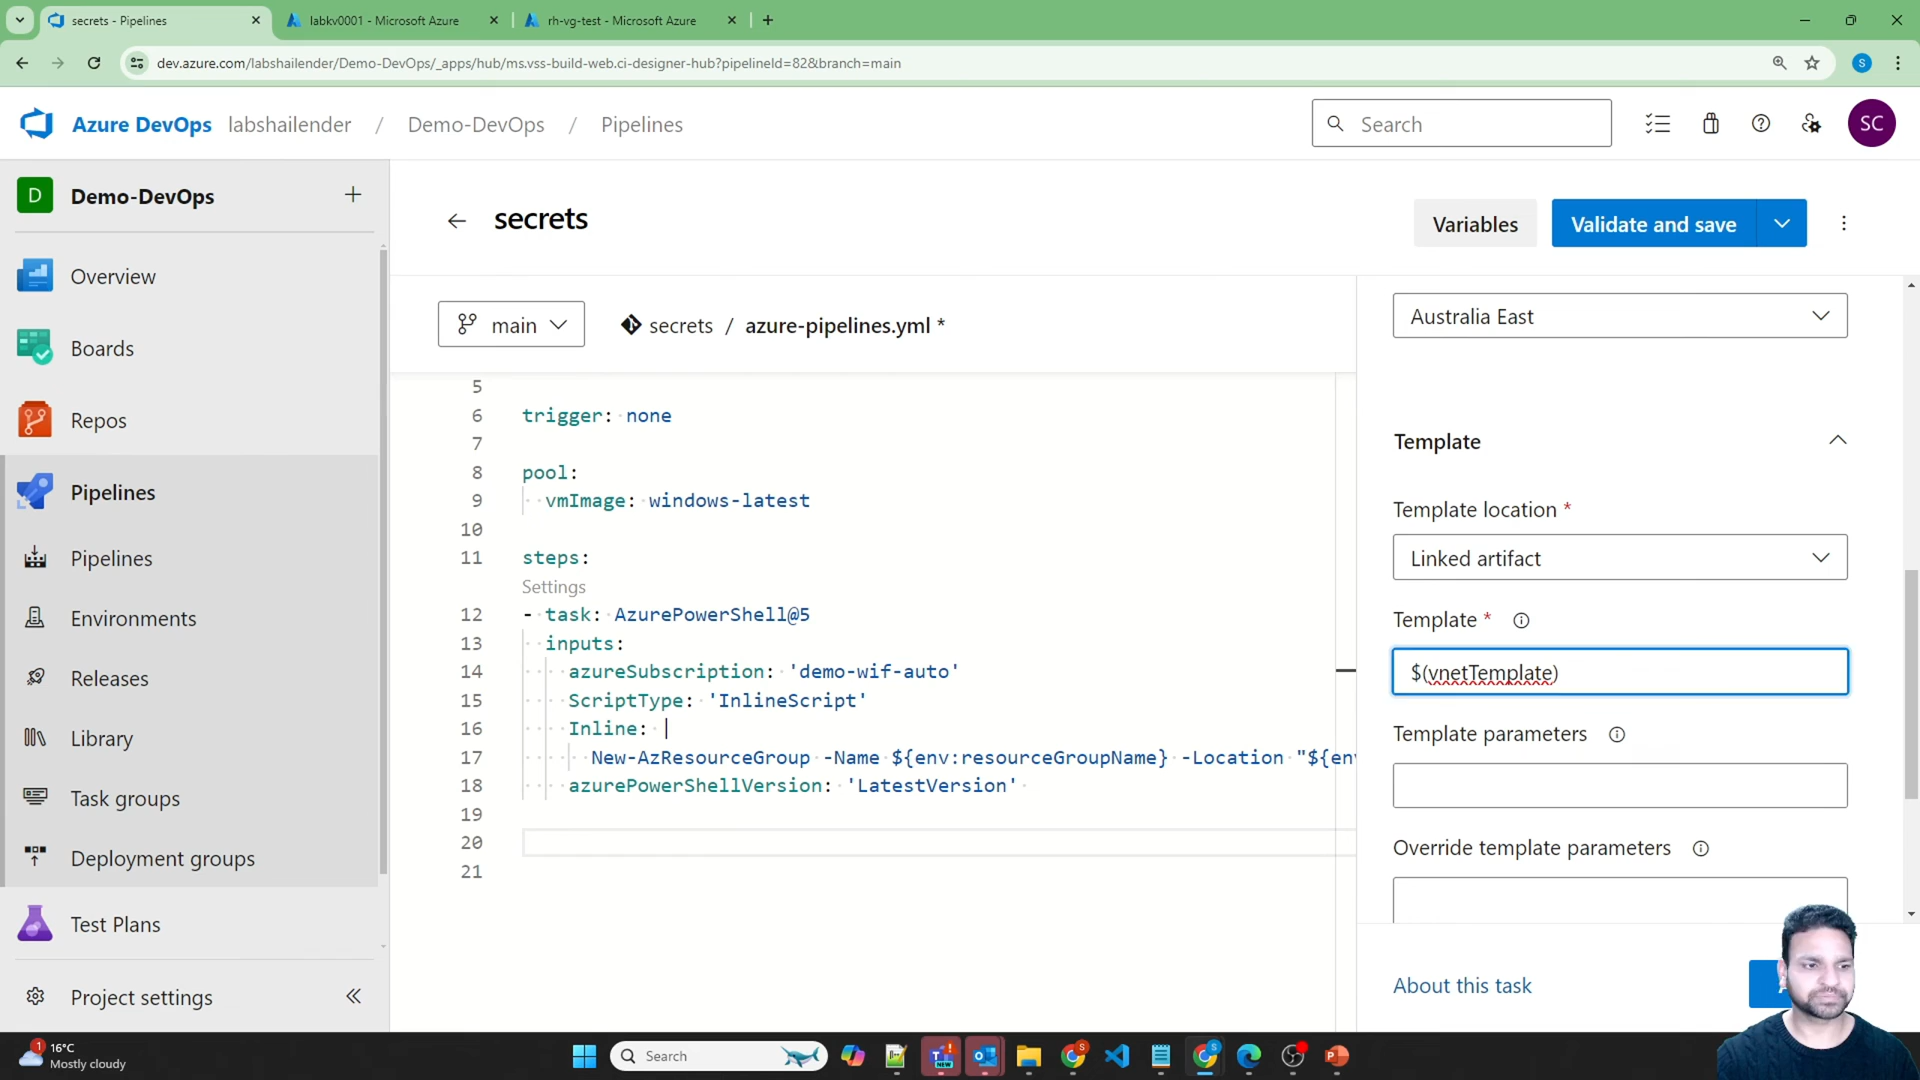 secrets - Pipelines
labkv0001 - Microsoft Azure
rh-vg-test - Microsoft Azure
dev.azure.com/labshailender/Demo-DevOps/_apps/hub/ms.vss-build-web.ci-designer-hub?pipelineId=82&branch=main
S
Azure DevOps labshailender / Demo-DevOps / Pipelines
Search
SC
D Demo-DevOps
Overview
Boards
Repos
Pipelines
Pipelines
Environments
Releases
Library
Task groups
Deployment groups
Test Plans
Project settings
secrets
Variables
Validate and save
main
secrets / azure-pipelines.yml *
5
6 trigger: none
7
8 pool:
9 vmImage: windows-latest
10
11 steps:
Settings
12 - task: AzurePowerShell@5
13 inputs:
14 azureSubscription: 'demo-wif-auto'
15 ScriptType: 'InlineScript'
16 Inline: |
17 New-AzResourceGroup -Name ${env:resourceGroupName} -Location "${env
18 azurePowerShellVersion: 'LatestVersion'
19
20
21
Australia East
Template
Template location *
Linked artifact
Template *
$(vnetTemplate)
Template parameters
Override template parameters
About this task
1
16°C
Mostly cloudy
Search
NEW